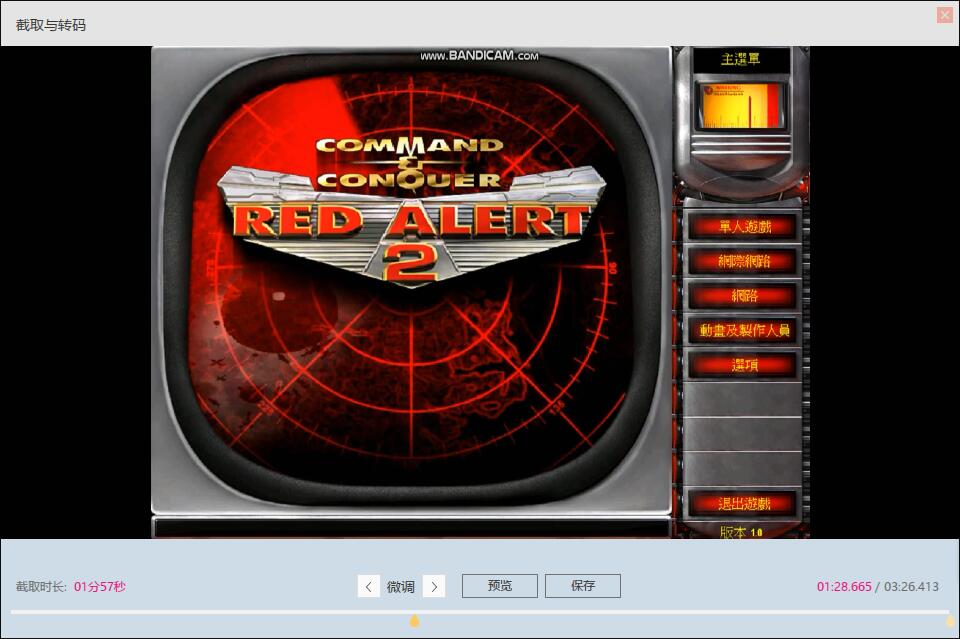 截取与转码
WWW.BANDICAM.COM
主選單
COMMAND
&
CONQUER
RED ALERT
2
單人遊戲
網際網路
網路
動畫及製作人員
選項
退出遊戲
版本 1.0
截取时长: 01分57秒
微调
预览
保存
01:28.665 / 03:26.413